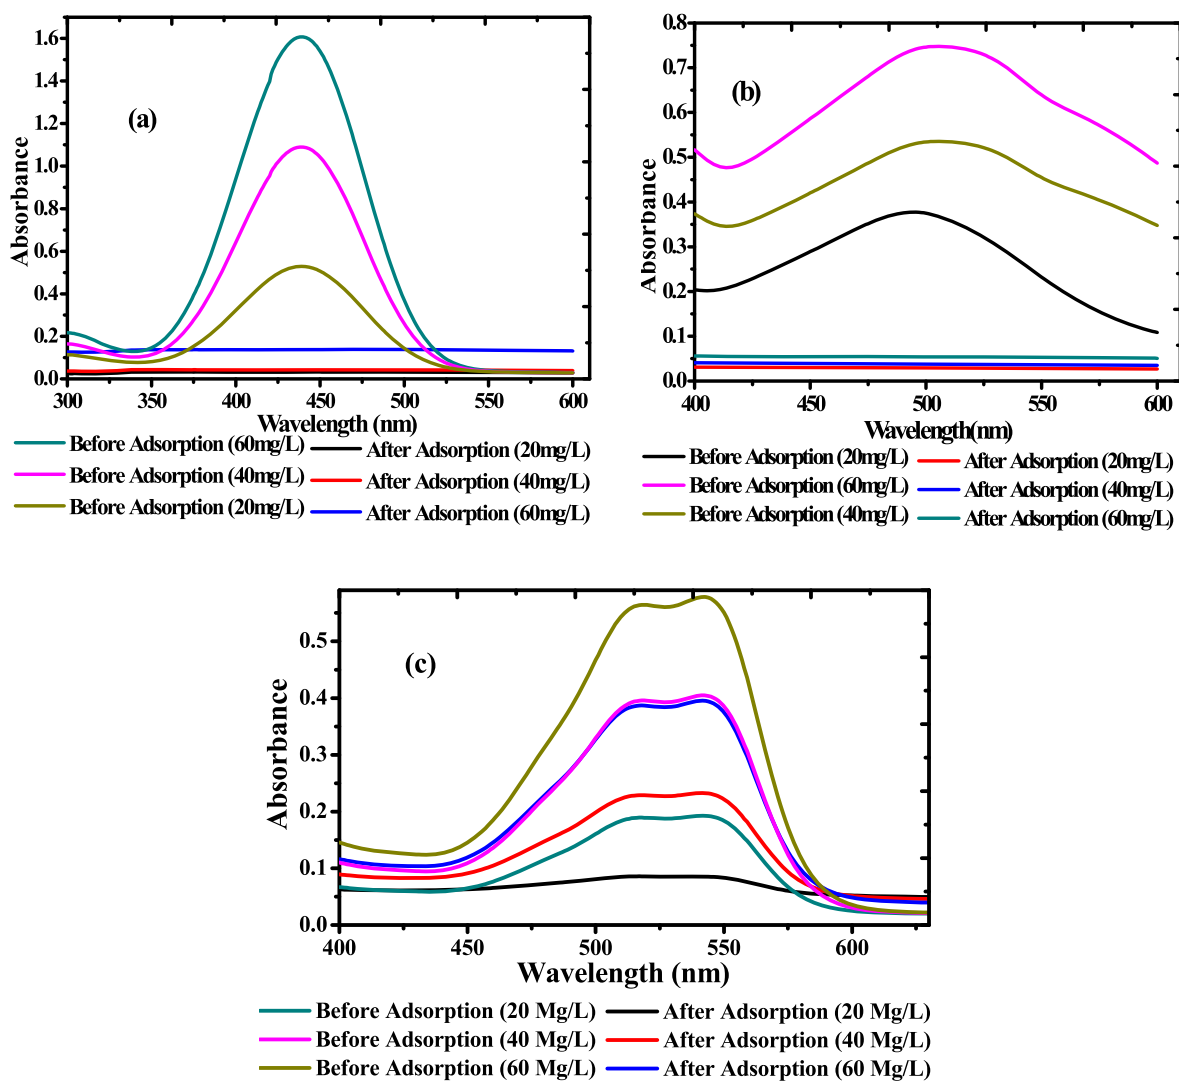 (a)
Absorbance
1.6
1.4
1.2
1.0
0.8
0.6
0.4
0.2
0.0
300 350 400 450 500 550 600
Wavelength (nm)
Before Adsorption (60mg/L) After Adsorption (20mg/L)
Before Adsorption (40mg/L) After Adsorption (40mg/L)
Before Adsorption (20mg/L) After Adsorption (60mg/L)
(b)
Absorbance
0.8
0.7
0.6
0.5
0.4
0.3
0.2
0.1
0.0
400 450 500 550 600
Wavelength(nm)
Before Adsorption (20mg/L) After Adsorption (20mg/L)
Before Adsorption (60mg/L) After Adsorption (40mg/L)
Before Adsorption (40mg/L) After Adsorption (60mg/L)
(c)
Absorbance
0.5
0.4
0.3
0.2
0.1
0.0
400 450 500 550 600
Wavelength (nm)
Before Adsorption (20 Mg/L) After Adsorption (20 Mg/L)
Before Adsorption (40 Mg/L) After Adsorption (40 Mg/L)
Before Adsorption (60 Mg/L) After Adsorption (60 Mg/L)